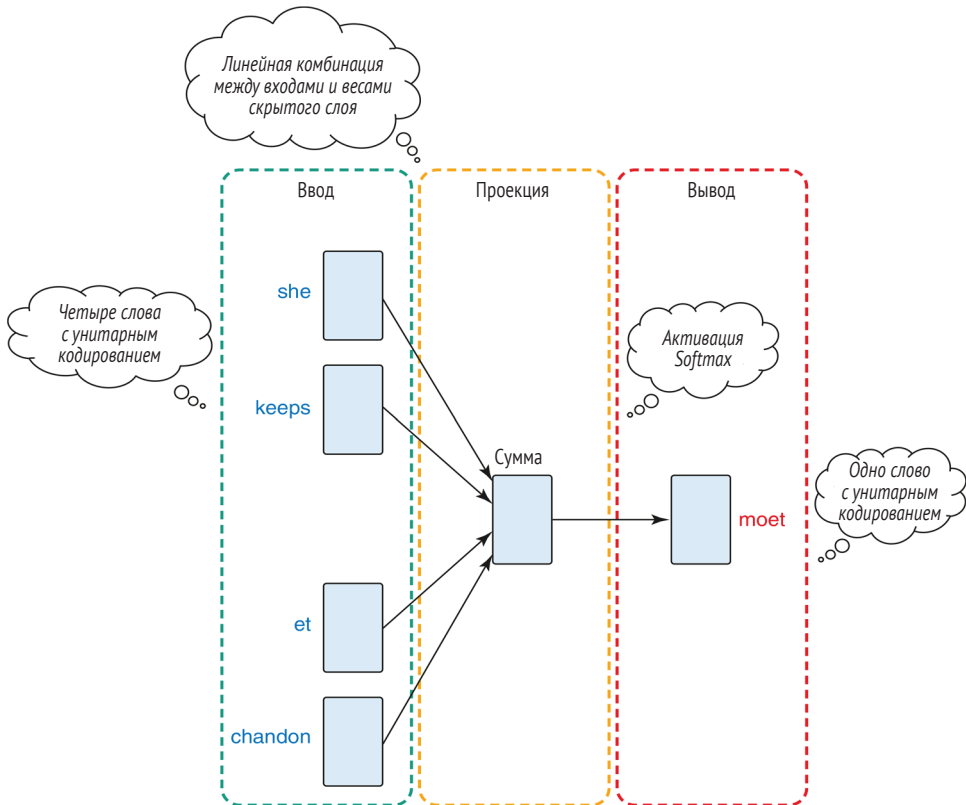 Линейная комбинация
между входами и весами
скрытого слоя
Ввод
Проекция
Вывод
she
Четыре слова
с унитарным
кодированием
Активация
Softmax
keeps
Сумма
Одно слово
с унитарным
кодированием
moet
et
chandon